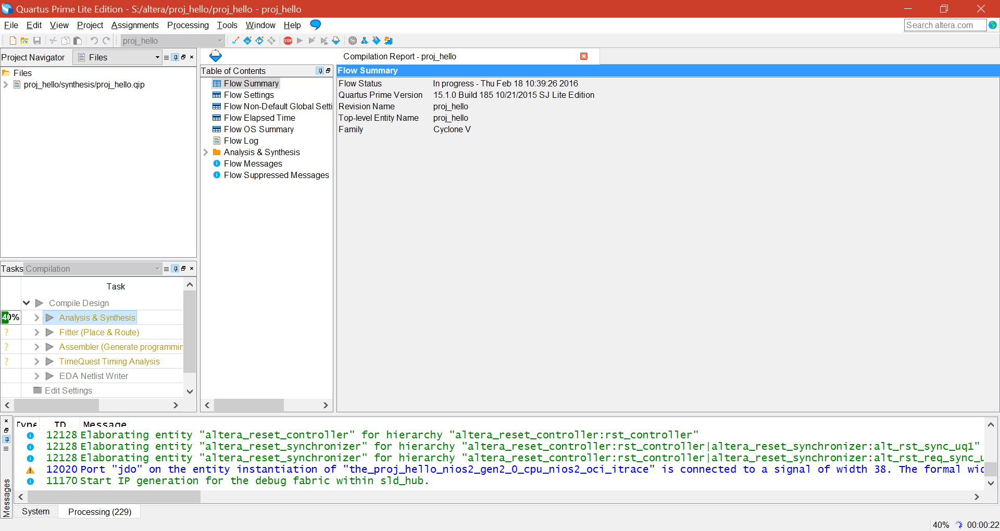 Quartus Prime Lite Edition - S:/altera/proj_hello/proj_hello - proj_hello
File Edit View Project Assignments Processing Tools Window Help
Search altera.com
proj_hello
STOP
Project Navigator Files
Files
proj_hello/synthesis/proj_hello.qip
Tasks Compilation
Task
Compile Design
40% Analysis & Synthesis
? Fitter (Place & Route)
? Assembler (Generate programmin
? TimeQuest Timing Analysis
EDA Netlist Writer
Edit Settings
Compilation Report - proj_hello
Table of Contents
Flow Summary
Flow Settings
Flow Non-Default Global Setti
Flow Elapsed Time
Flow OS Summary
Flow Log
Analysis & Synthesis
Flow Messages
Flow Suppressed Messages
Flow Summary
Flow Status In progress - Thu Feb 18 10:39:26 2016
Quartus Prime Version 15.1.0 Build 185 10/21/2015 SJ Lite Edition
Revision Name proj_hello
Top-level Entity Name proj_hello
Family Cyclone V
Messages
Type ID Message
12128 Elaborating entity "altera_reset_controller" for hierarchy "altera_reset_controller:rst_controller"
12128 Elaborating entity "altera_reset_synchronizer" for hierarchy "altera_reset_controller:rst_controller|altera_reset_synchronizer:alt_rst_sync_uq1"
12128 Elaborating entity "altera_reset_synchronizer" for hierarchy "altera_reset_controller:rst_controller|altera_reset_synchronizer:alt_rst_req_sync_u
12020 Port "jdo" on the entity instantiation of "the_proj_hello_nios2_gen2_0_cpu_nios2_oci_itrace" is connected to a signal of width 38. The formal wid
11170 Start IP generation for the debug fabric within sld_hub.
System Processing (229)
40% 00:00:22